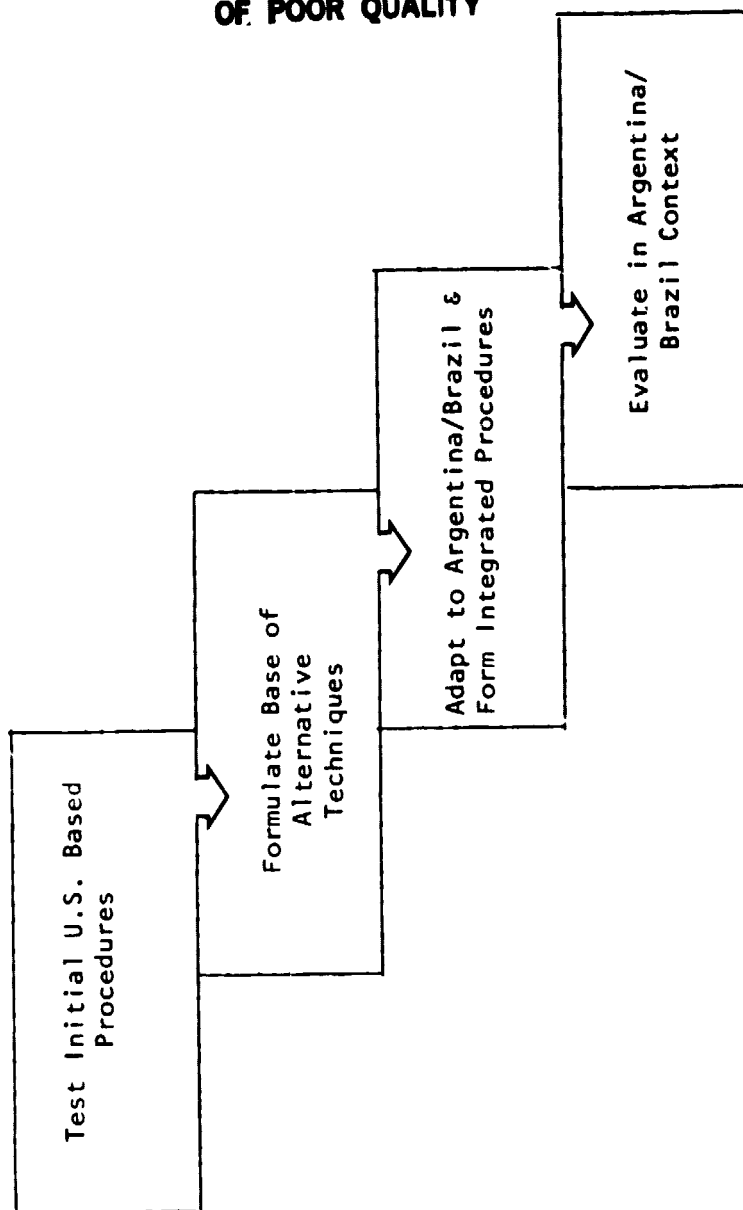 OF POOR QUALITY
Test Initial U.S. Based
Procedures
Formulate Base of
Alternative
Techniques
Adapt to Argentina/Brazil &
Form Integrated Procedures
Evaluate in Argentina/
Brazil Context